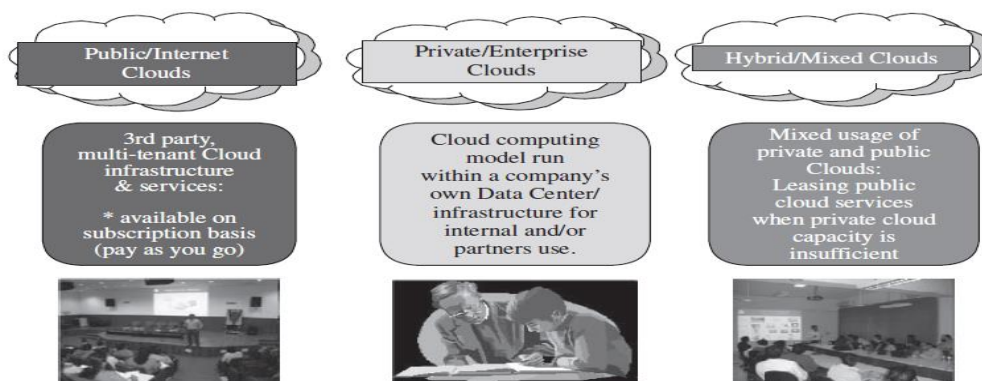 Public/Internet
Clouds
Private/Enterprise
Clouds
Hybrid/Mixed Clouds
3rd party,
multi-tenant Cloud
infrastructure
& services:
* available on
subscription basis
(pay as you go)
Cloud computing
model run
within a company’s
own Data Center/
infrastructure for
internal and/or
partners use.
Mixed usage of
private and public
Clouds:
Leasing public
cloud services
when private cloud
capacity is
insufficient